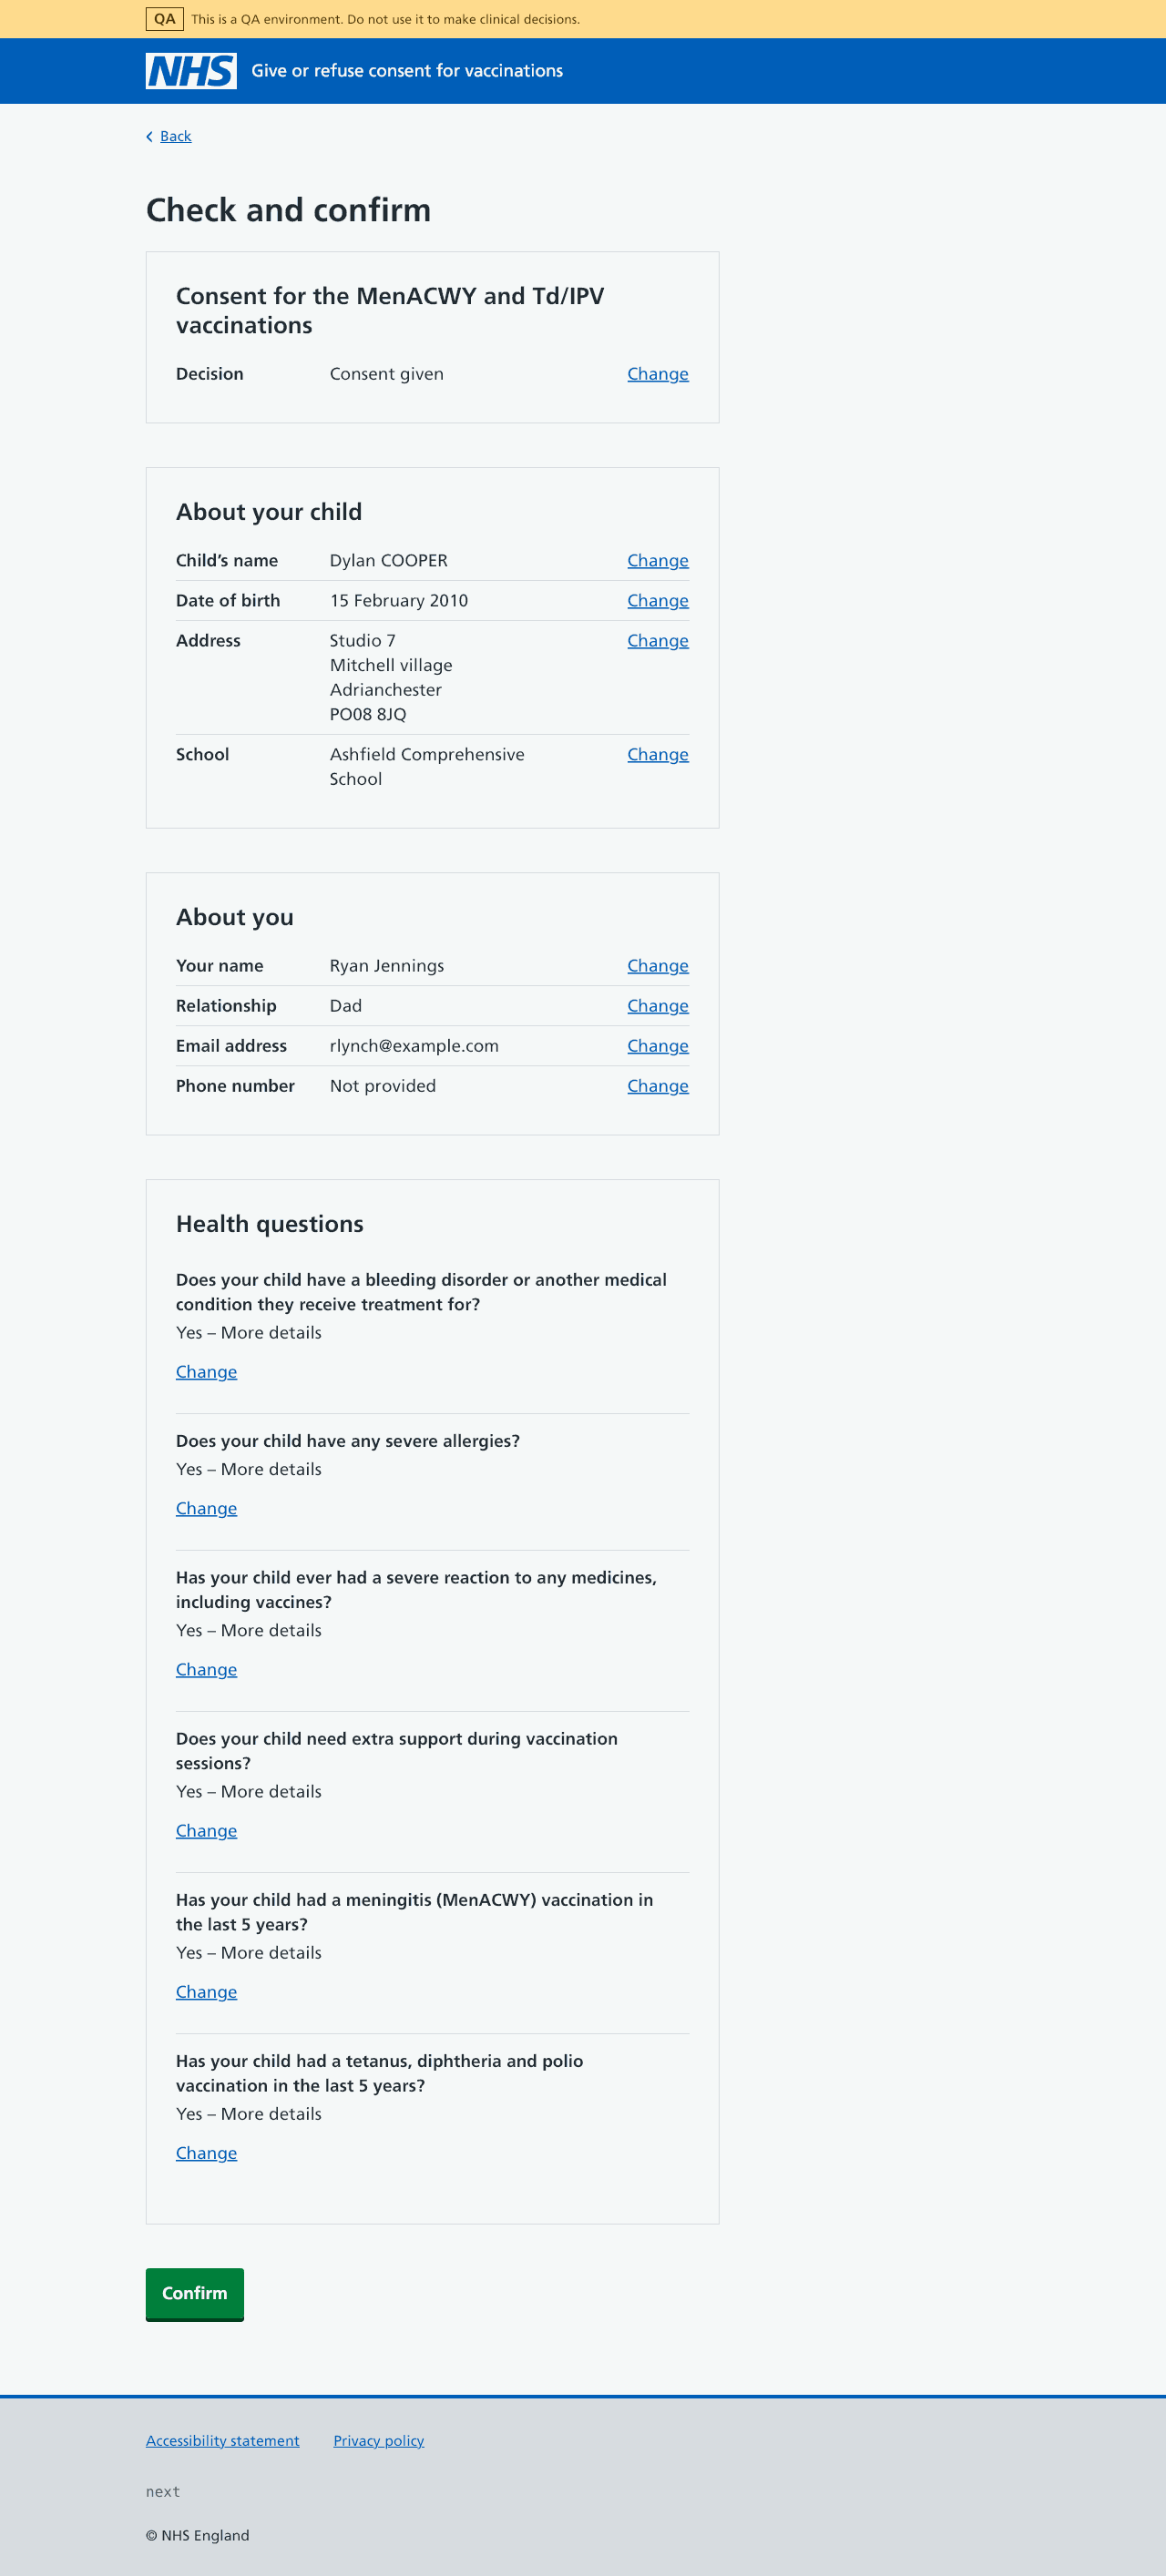 QA This is a QA environment. Do not use it to make clinical decisions.
NHS Give or refuse consent for vaccinations
Back
Check and confirm
Consent for the MenACWY and Td/IPV
vaccinations
Decision Consent given Change
About your child
Child’s name Dylan COOPER Change
Date of birth 15 February 2010 Change
Address Studio 7 Change
Mitchell village
Adrianchester
PO08 8JQ
School Ashfield Comprehensive Change
School
About you
Your name Ryan Jennings Change
Relationship Dad Change
Email address rlynch@example.com Change
Phone number Not provided Change
Health questions
Does your child have a bleeding disorder or another medical
condition they receive treatment for?
Yes – More details
Change
Does your child have any severe allergies?
Yes – More details
Change
Has your child ever had a severe reaction to any medicines,
including vaccines?
Yes – More details
Change
Does your child need extra support during vaccination
sessions?
Yes – More details
Change
Has your child had a meningitis (MenACWY) vaccination in
the last 5 years?
Yes – More details
Change
Has your child had a tetanus, diphtheria and polio
vaccination in the last 5 years?
Yes – More details
Change
Confirm
Accessibility statement Privacy policy
next
© NHS England